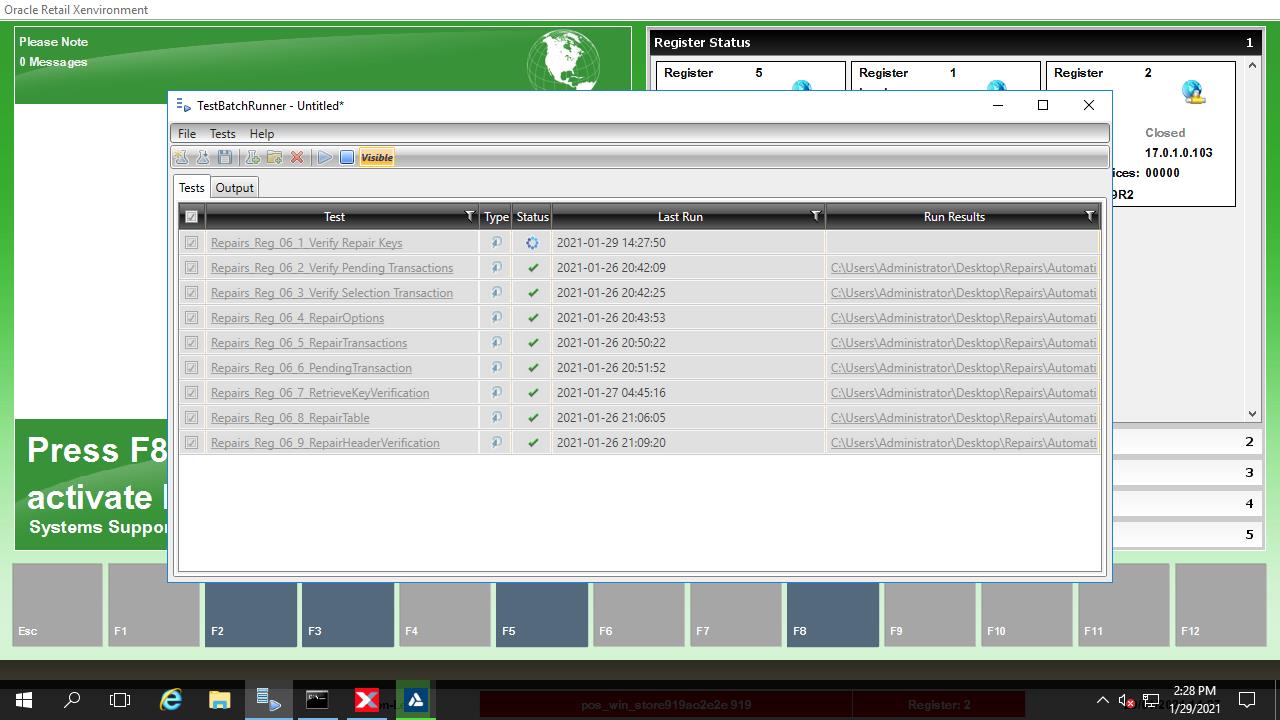 Oracle Retail Xenvironment
Please Note
0 Messages
Register Status 1
Register 5
Register 1
Register 2
Closed
17.0.1.0.103
ices: 00000
9R2
2
3
4
5
TestBatchRunner - Untitled*
File Tests Help
Visible
Tests Output
Test Type Status Last Run Run Results
Repairs_Reg_06_1_Verify Repair Keys 2021-01-29 14:27:50
Repairs_Reg_06_2_Verify Pending Transactions 2021-01-26 20:42:09 C:\Users\Administrator\Desktop\Repairs\Automati
Repairs_Reg_06_3_Verify Selection Transaction 2021-01-26 20:42:25 C:\Users\Administrator\Desktop\Repairs\Automati
Repairs_Reg_06_4_RepairOptions 2021-01-26 20:43:53 C:\Users\Administrator\Desktop\Repairs\Automati
Repairs_Reg_06_5_RepairTransactions 2021-01-26 20:50:22 C:\Users\Administrator\Desktop\Repairs\Automati
Repairs_Reg_06_6_PendingTransaction 2021-01-26 20:51:52 C:\Users\Administrator\Desktop\Repairs\Automati
Repairs_Reg_06_7_RetrieveKeyVerification 2021-01-27 04:45:16 C:\Users\Administrator\Desktop\Repairs\Automati
Repairs_Reg_06_8_RepairTable 2021-01-26 21:06:05 C:\Users\Administrator\Desktop\Repairs\Automati
Repairs_Reg_06_9_RepairHeaderVerification 2021-01-26 21:09:20 C:\Users\Administrator\Desktop\Repairs\Automati
Press F8
activate
Systems Suppor
Esc F1 F2 F3 F4 F5 F6 F7 F8 F9 F10 F11 F12
pos_win_store919ao2e2e 919 Register: 2
2:28 PM
1/29/2021